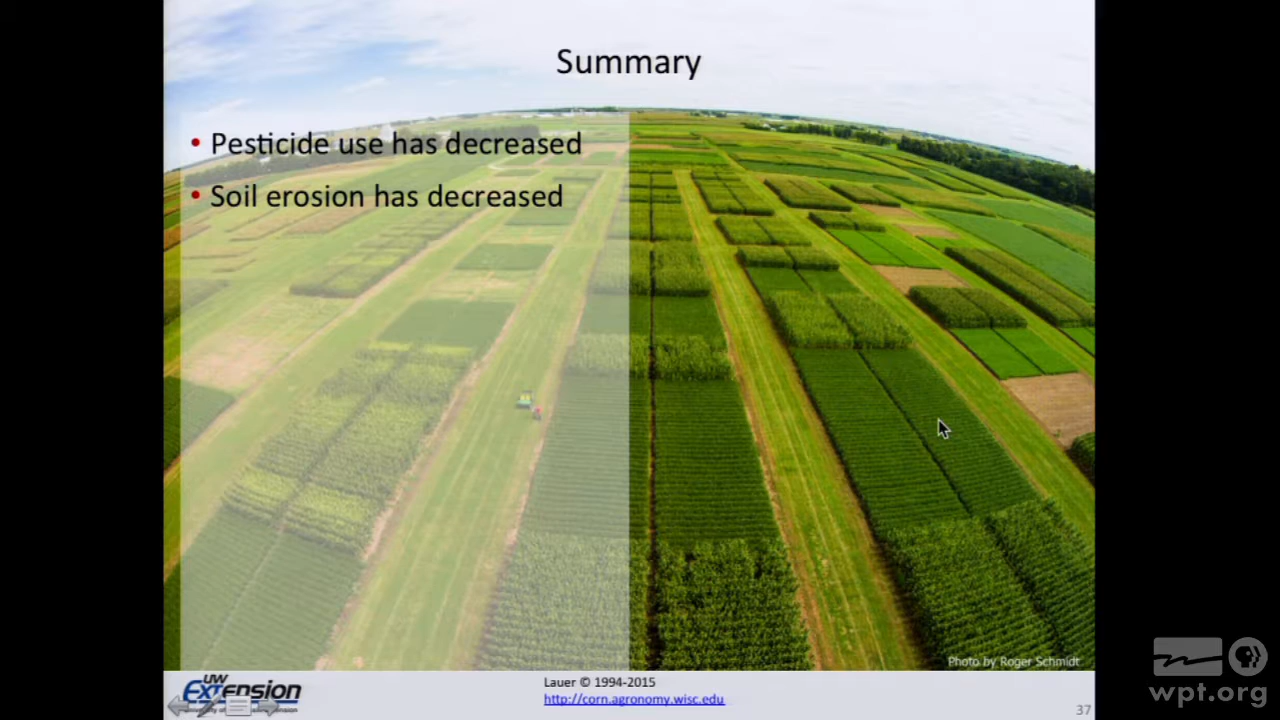 Summary
• Pesticide use has decreased
• Soil erosion has decreased
Photo by Roger Schmidt
UW
Extension
Lauer © 1994-2015
http://corn.agronomy.wisc.edu
37
wpt.org